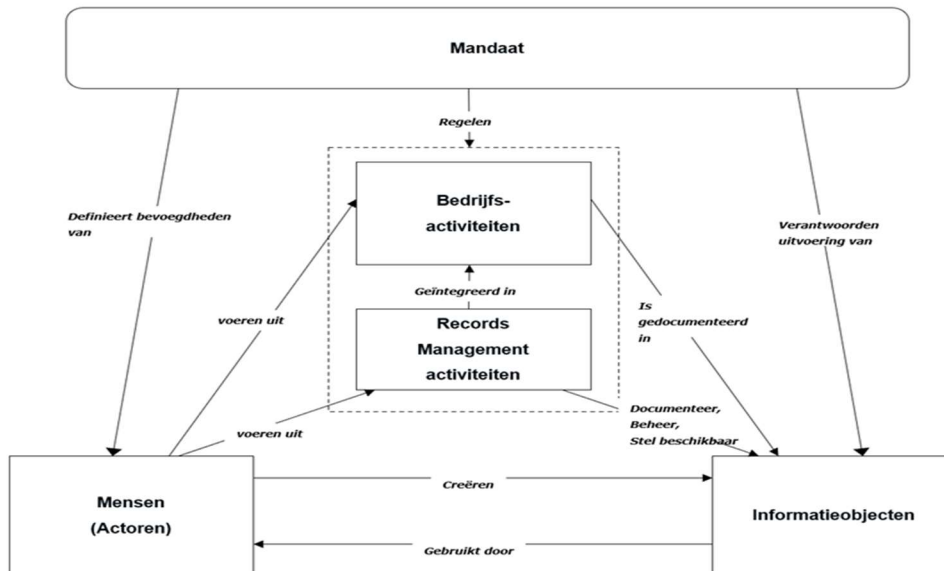 Mandaat
Regelen
Bedrijfs-
activiteiten
Definieert bevoegdheden
van
Verantwoorden
uitvoering van
Geïntegreerd in
voeren uit
Is
gedocumenteerd
in
Records
Management
activiteiten
Documenteer,
Beheer,
Stel beschikbaar
voeren uit
Mensen
(Actoren)
Creëren
Informatieobjecten
Gebruikt door